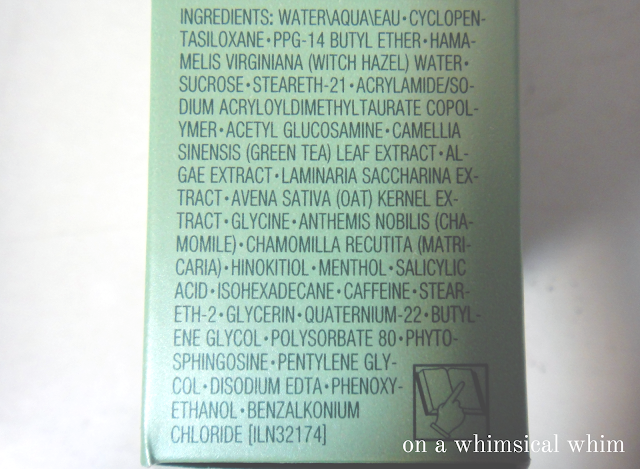 INGREDIENTS: WATER\AQUA\EAU•CYCLOPEN-
TASILOXANE•PPG-14 BUTYL ETHER•HAMA-
MELIS VIRGINIANA (WITCH HAZEL) WATER•
SUCROSE•STEARETH-21•ACRYLAMIDE/SO-
DIUM ACRYLOYLDIMETHYLTAURATE COPOL-
YMER•ACETYL GLUCOSAMINE•CAMELLIA
SINENSIS (GREEN TEA) LEAF EXTRACT•AL-
GAE EXTRACT•LAMINARIA SACCHARINA EX-
TRACT•AVENA SATIVA (OAT) KERNEL EX-
TRACT•GLYCINE•ANTHEMIS NOBILIS (CHA-
MOMILE)•CHAMOMILLA RECUTITA (MATRI-
CARIA)•HINOKITIOL•MENTHOL•SALICYLIC
ACID•ISOHEXADECANE•CAFFEINE•STEAR-
ETH-2•GLYCERIN•QUATERNIUM-22•BUTYL-
ENE GLYCOL•POLYSORBATE 80•PHYTO-
SPHINGOSINE•PENTYLENE GLY-
COL•DISODIUM EDTA•PHENOXY-
ETHANOL•BENZALKONIUM
CHLORIDE [ILN32174]
on a whimsical whim